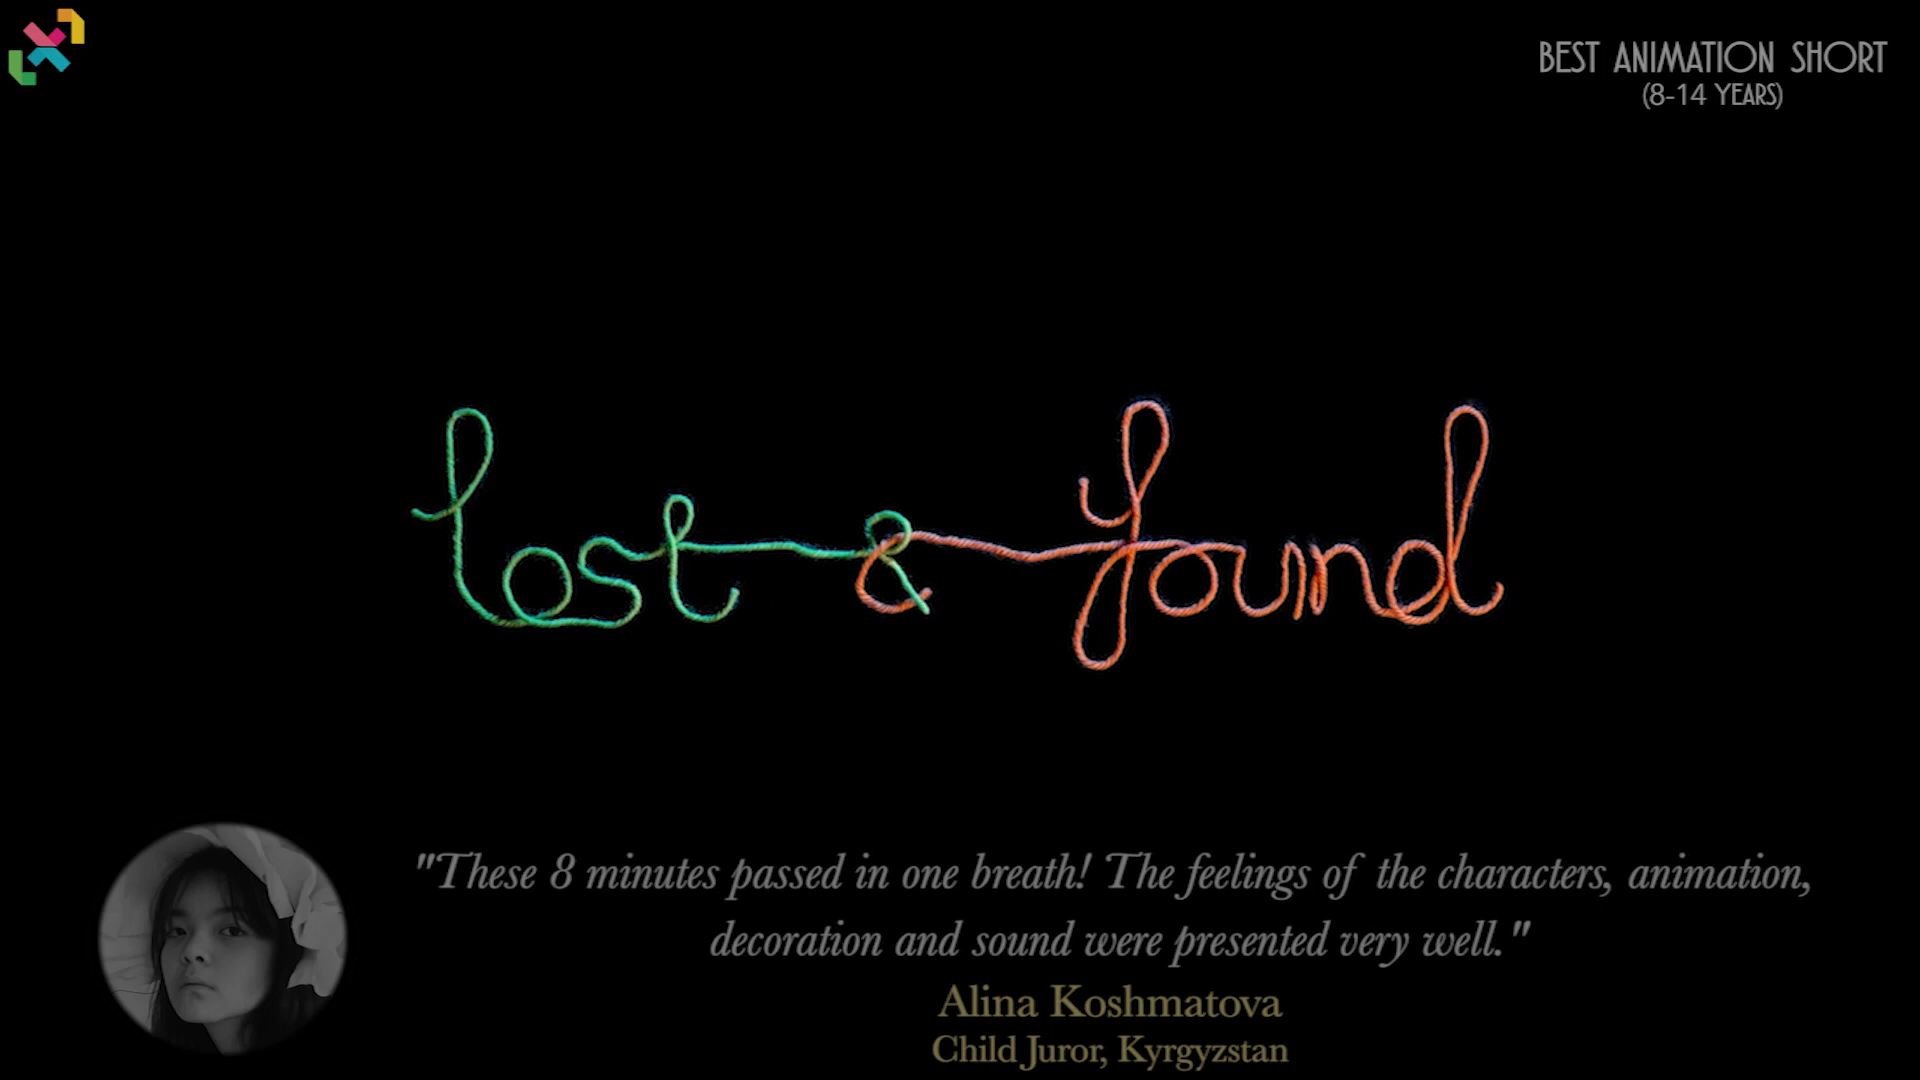 BEST ANIMATION SHORT
(8-14 YEARS)
lost & found
"These 8 minutes passed in one breath! The feelings of the characters, animation,
decoration and sound were presented very well."
Alina Koshmatova
Child Juror, Kyrgyzstan